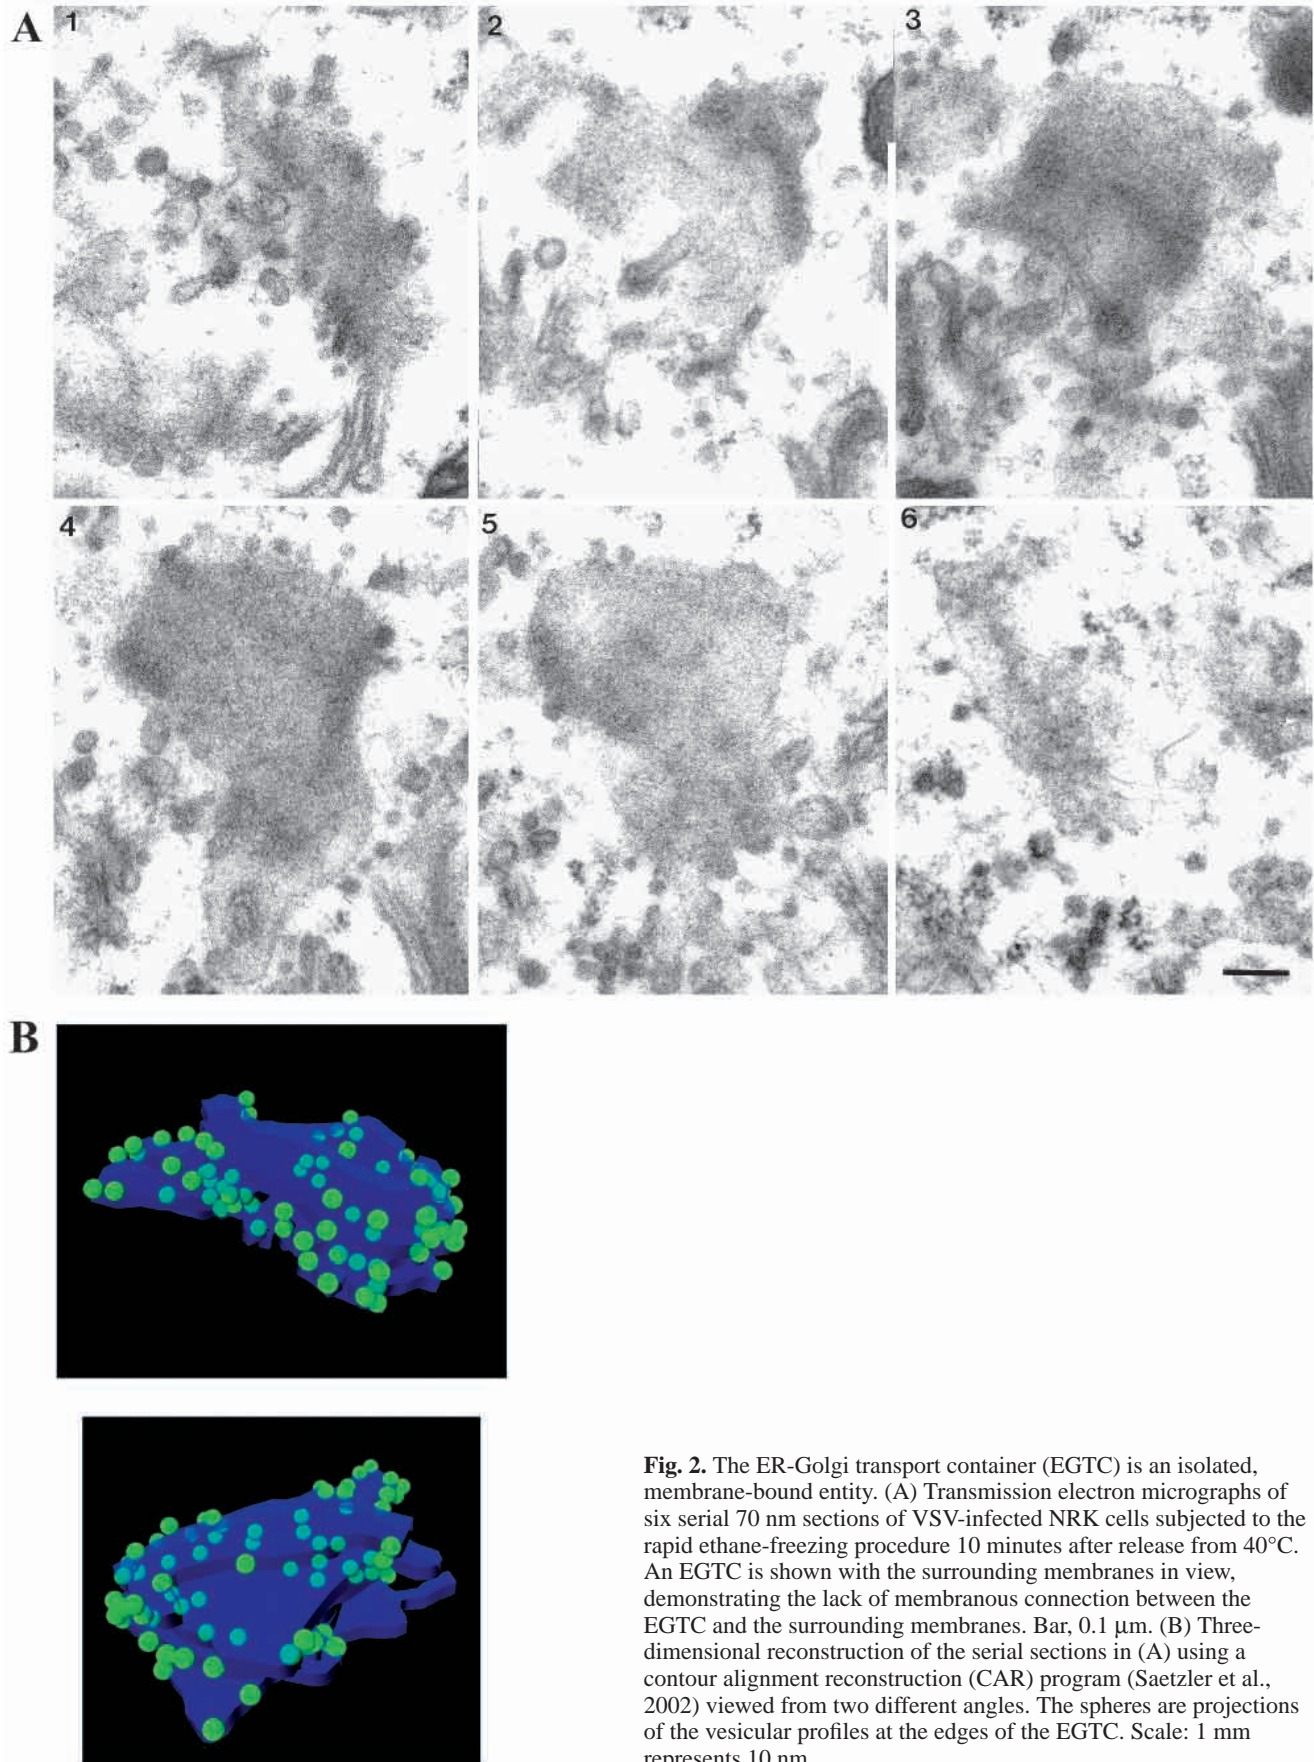 A
1
2
3
4
5
6
B
Fig. 2. The ER-Golgi transport container (EGTC) is an isolated,
membrane-bound entity. (A) Transmission electron micrographs of
six serial 70 nm sections of VSV-infected NRK cells subjected to the
rapid ethane-freezing procedure 10 minutes after release from 40°C.
An EGTC is shown with the surrounding membranes in view,
demonstrating the lack of membranous connection between the
EGTC and the surrounding membranes. Bar, 0.1 μm. (B) Three-
dimensional reconstruction of the serial sections in (A) using a
contour alignment reconstruction (CAR) program (Saetzler et al.,
2002) viewed from two different angles. The spheres are projections
of the vesicular profiles at the edges of the EGTC. Scale: 1 mm
represents 10 nm.